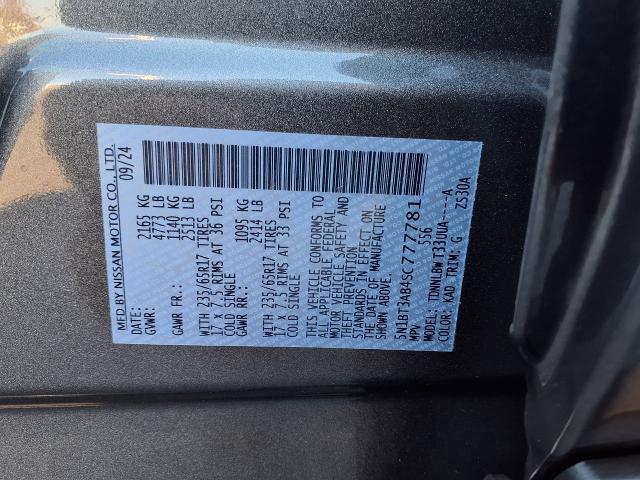 MFD BY NISSAN MOTOR CO., LTD.
DATE: 09/24
GVWR: 2165 KG
4773 LB
GAWR FR.: 1140 KG
2513 LB
WITH 235/65R17 TIRES
17 X 7.5 RIMS AT 36 PSI
COLD SINGLE
GAWR RR.: 1095 KG
2414 LB
WITH 235/65R17 TIRES
17 X 7.5 RIMS AT 33 PSI
COLD SINGLE
THIS VEHICLE CONFORMS TO
ALL APPLICABLE FEDERAL
MOTOR VEHICLE SAFETY AND
THEFT PREVENTION
STANDARDS IN EFFECT ON
THE DATE OF MANUFACTURE
SHOWN ABOVE.
5N1BT3AB4SC777781
MPV 556
MODEL: TDNNLBWT33UUA----A
COLOR: KAD TRIM: G ZS30A